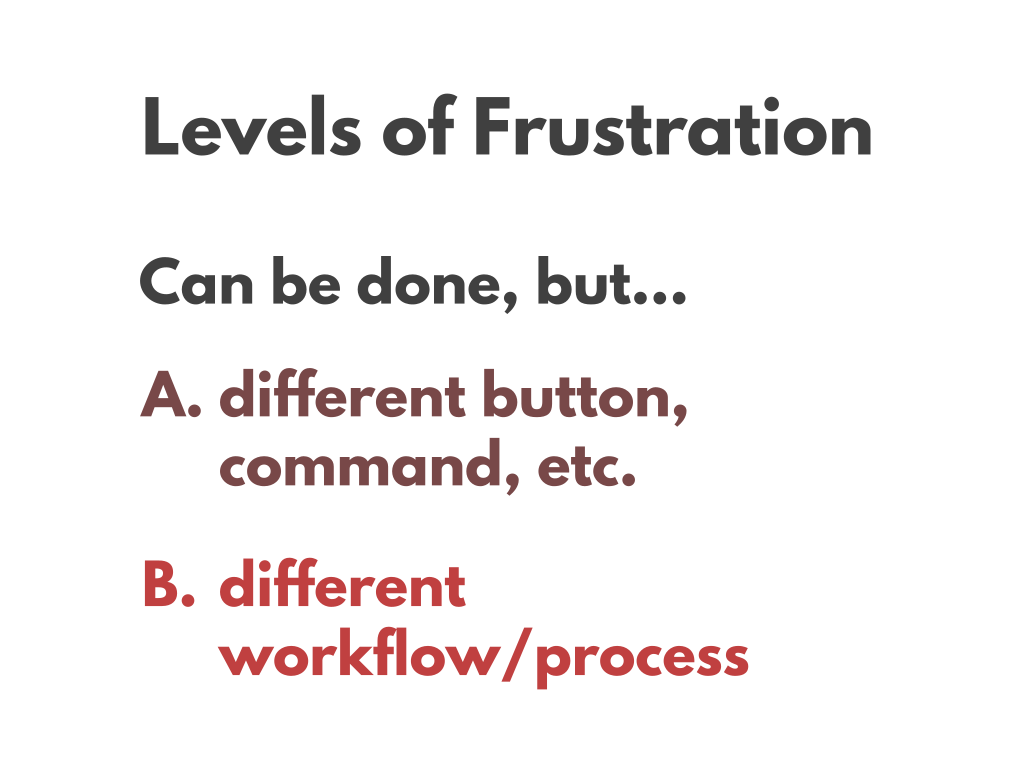 Levels of Frustration
Can be done, but...
A. different button,
command, etc.
B. different
workflow/process